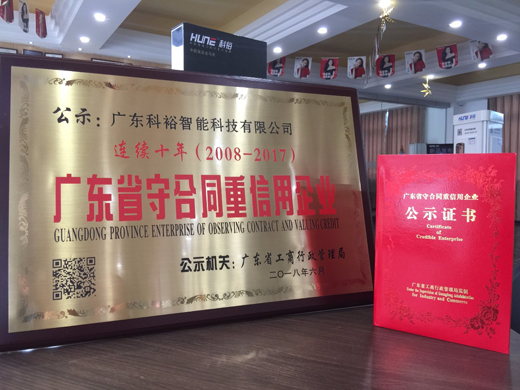 HUNE 科裕
公示：广东科裕智能科技有限公司
连续十年（2008-2017）
广东省守合同重信用企业
GUANGDONG PROVINCE ENTERPRISE OF OBSERVING CONTRACT AND VALUING CREDIT
公示机关：广东省工商行政管理局
二〇一八年六月
广东省守合同重信用企业
公示证书
Certificate
of
Credible Enterprise
广东省工商行政管理局监制
for Industry and Commerce
HUNE